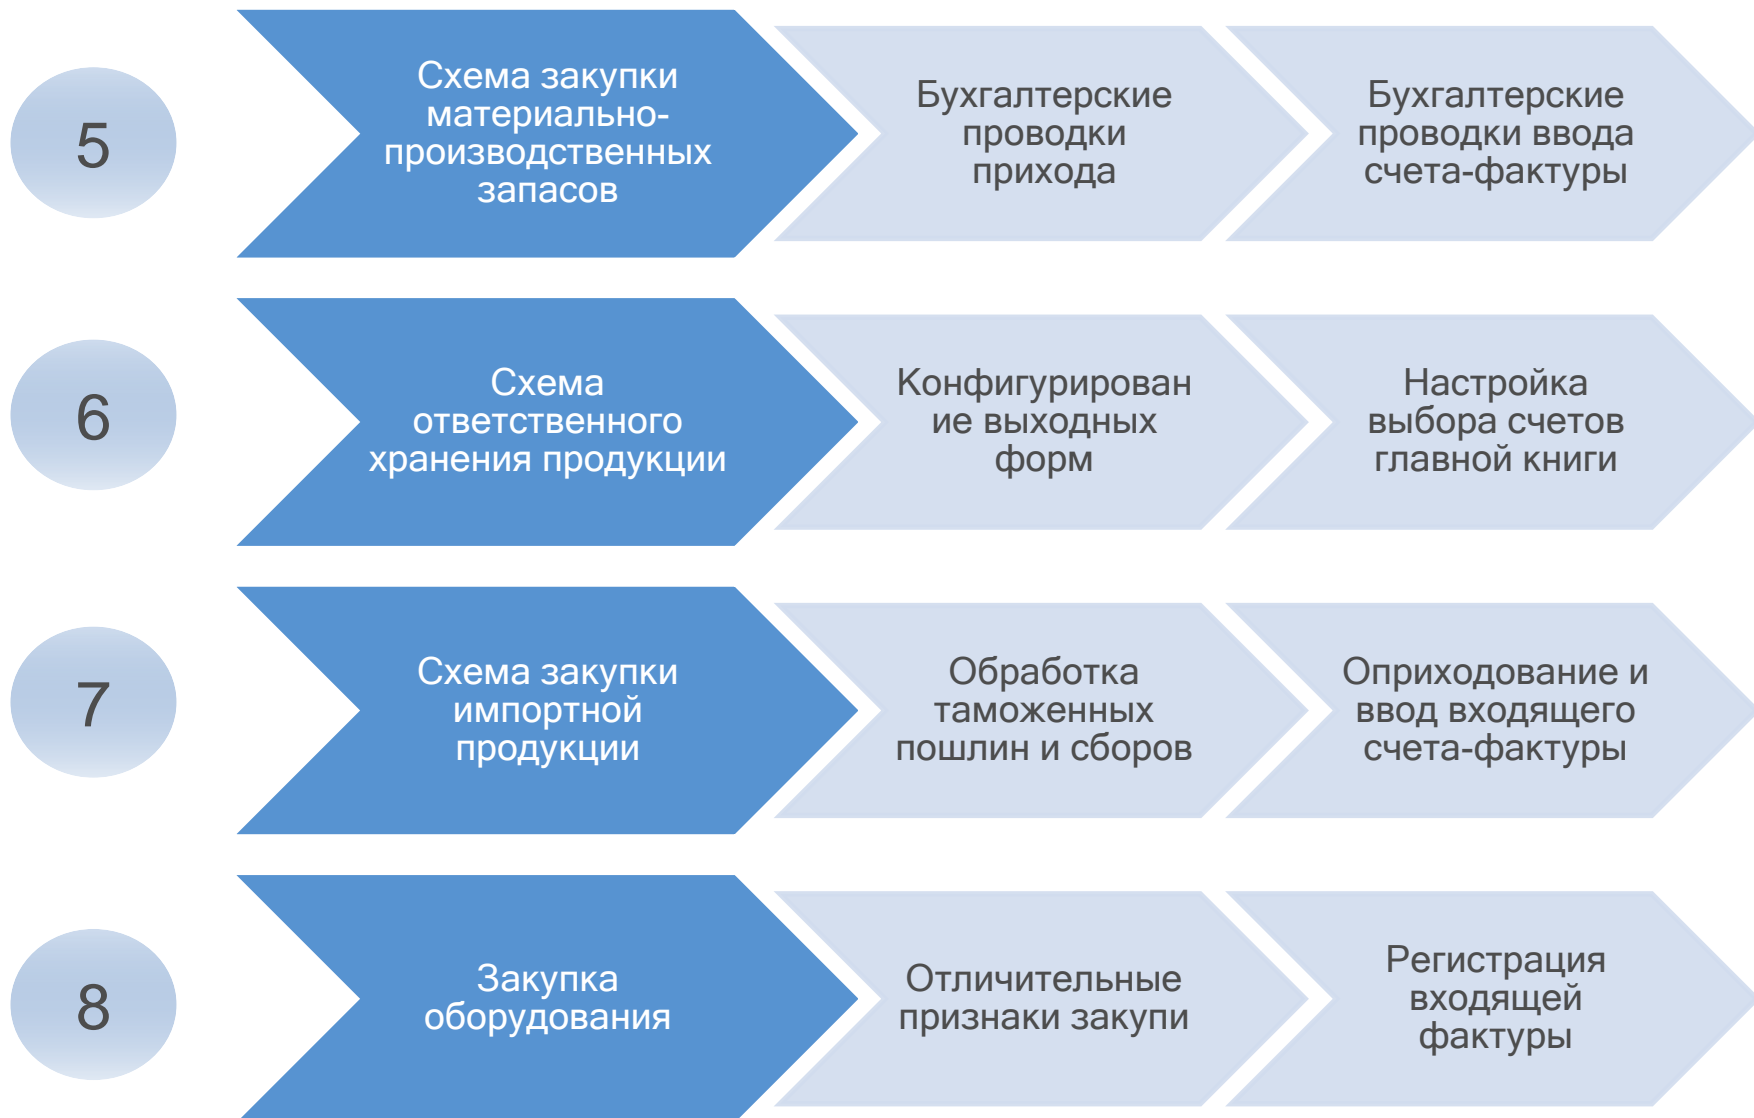 5
Схема закупки
материально-
производственных
запасов
Бухгалтерские
проводки
прихода
Бухгалтерские
проводки ввода
счета-фактуры
6
Схема
ответственного
хранения продукции
Конфигурирован
ие выходных
форм
Настройка
выбора счетов
главной книги
7
Схема закупки
импортной
продукции
Обработка
таможенных
пошлин и сборов
Оприходование и
ввод входящего
счета-фактуры
8
Закупка
оборудования
Отличительные
признаки закупи
Регистрация
входящей
фактуры